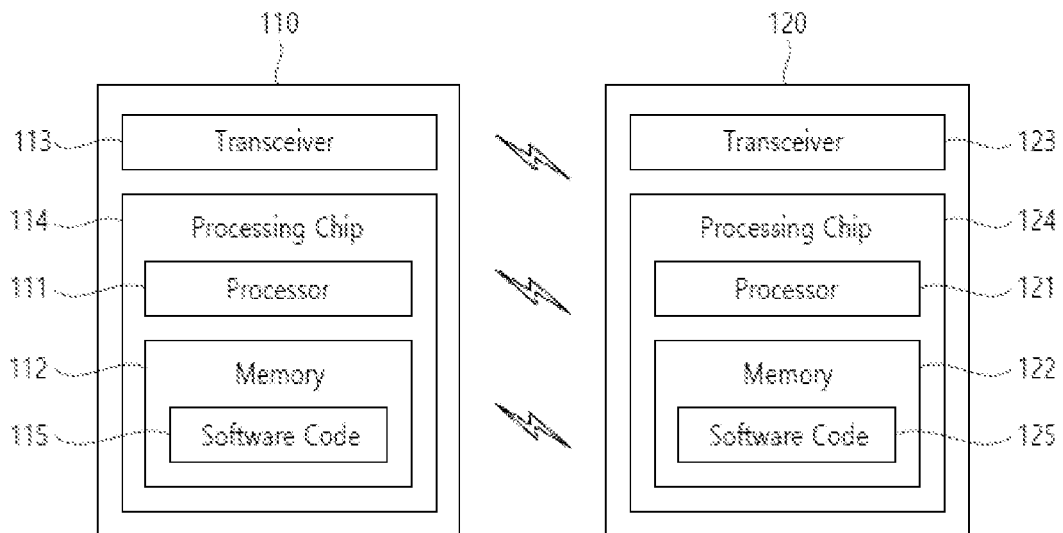 110 120
113 Transceiver Transceiver 123
114 Processing Chip Processing Chip 124
111 Processor Processor 121
112 Memory Memory 122
115 Software Code Software Code 125